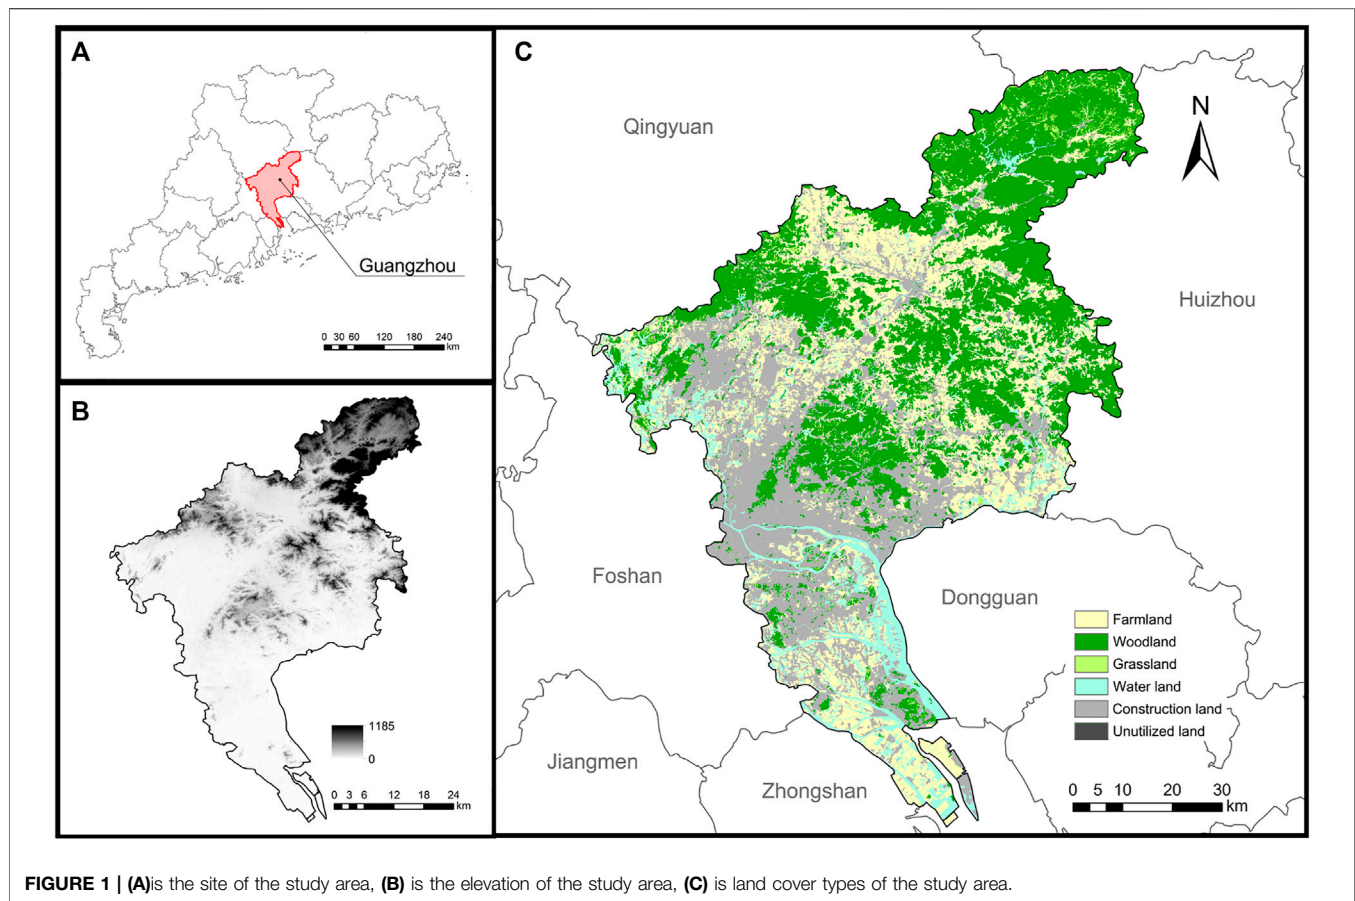 A
Guangzhou
0 30 60 120 180 240
km
B
1185
0
0 3 6 12 18 24
km
C
N
Qingyuan
Huizhou
Foshan
Dongguan
Jiangmen
Zhongshan
Farmland
Woodland
Grassland
Water land
Construction land
Unutilized land
0 5 10 20 30
km
FIGURE 1 | (A)is the site of the study area, (B) is the elevation of the study area, (C) is land cover types of the study area.